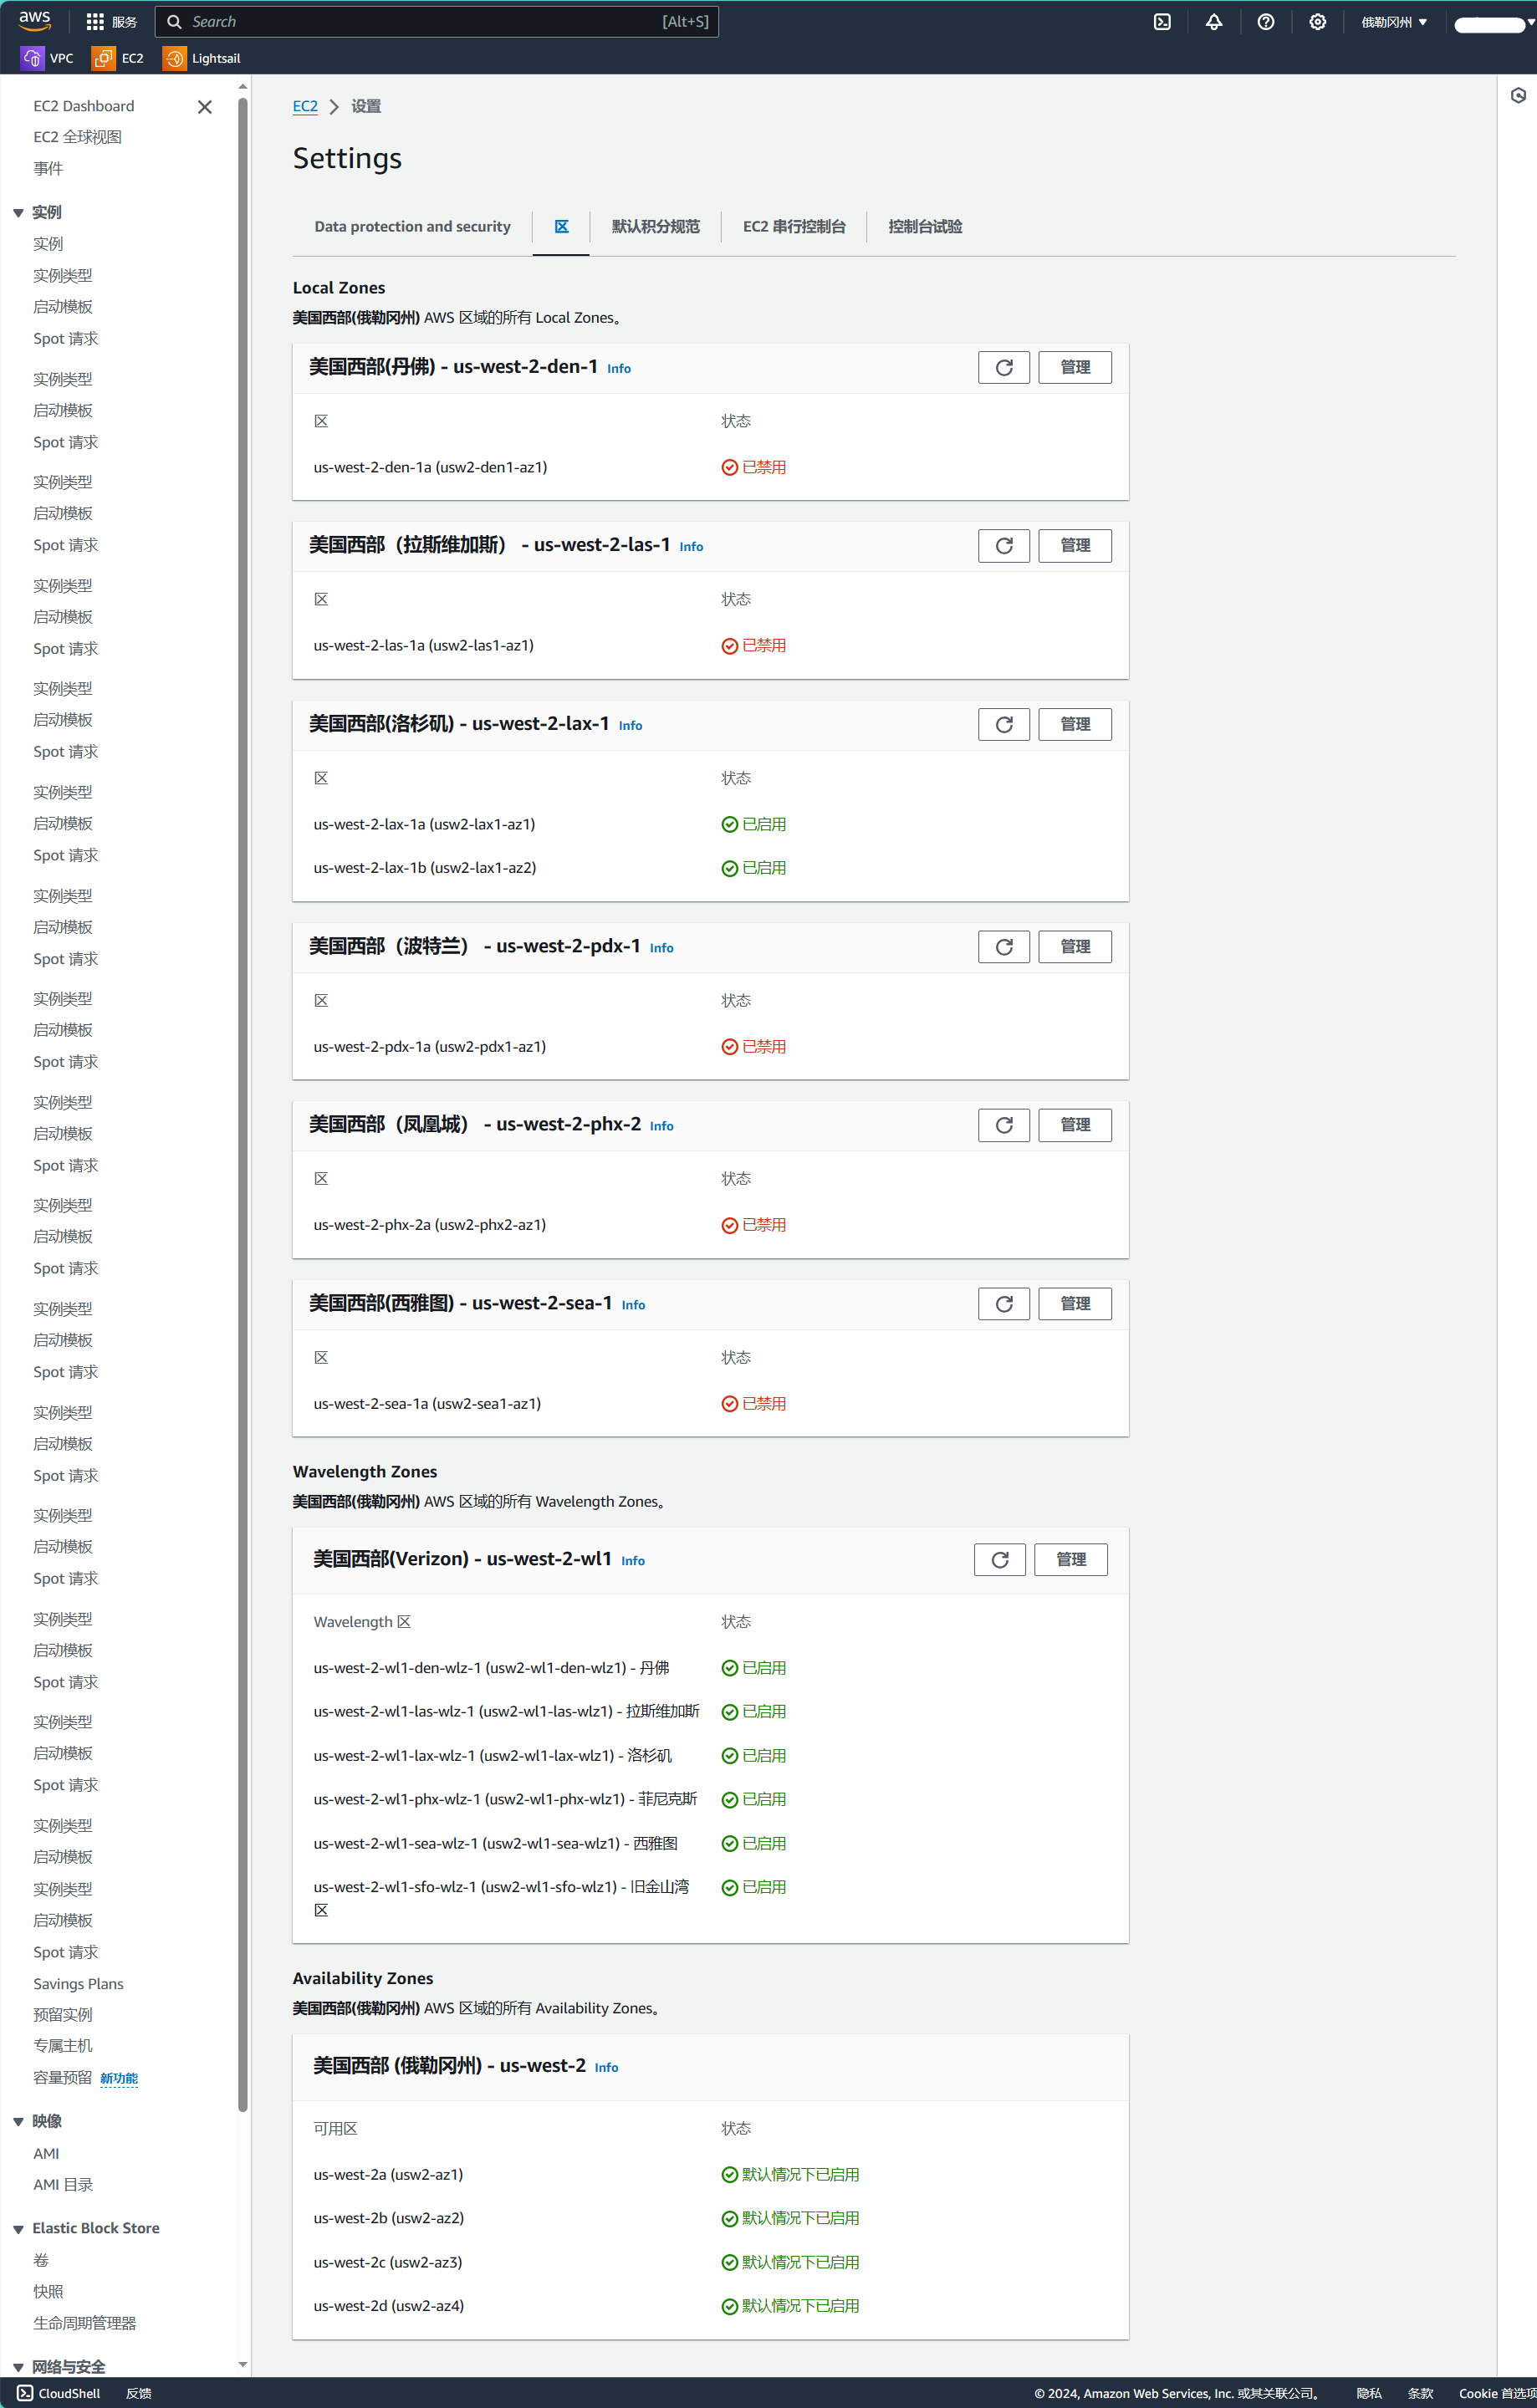 aws
服务
Search
[Alt+S]
俄勒冈州
VPC
EC2
Lightsail
EC2 Dashboard
EC2 全球视图
事件
实例
实例
实例类型
启动模板
Spot 请求
实例类型
启动模板
Spot 请求
实例类型
启动模板
Spot 请求
实例类型
启动模板
Spot 请求
实例类型
启动模板
Spot 请求
实例类型
启动模板
Spot 请求
实例类型
启动模板
Spot 请求
实例类型
启动模板
Spot 请求
实例类型
启动模板
Spot 请求
实例类型
启动模板
Spot 请求
实例类型
启动模板
Spot 请求
实例类型
启动模板
Spot 请求
实例类型
启动模板
Spot 请求
实例类型
启动模板
Spot 请求
实例类型
启动模板
Spot 请求
实例类型
启动模板
实例类型
启动模板
Spot 请求
Savings Plans
预留实例
专属主机
容量预留 新功能
映像
AMI
AMI 目录
Elastic Block Store
卷
快照
生命周期管理器
网络与安全
EC2 > 设置
Settings
Data protection and security
区
默认积分规范
EC2 串行控制台
控制台试验
Local Zones
美国西部(俄勒冈州) AWS 区域的所有 Local Zones。
美国西部(丹佛) - us-west-2-den-1 Info
管理
区 状态
us-west-2-den-1a (usw2-den1-az1) 已禁用
美国西部（拉斯维加斯） - us-west-2-las-1 Info
管理
区 状态
us-west-2-las-1a (usw2-las1-az1) 已禁用
美国西部(洛杉矶) - us-west-2-lax-1 Info
管理
区 状态
us-west-2-lax-1a (usw2-lax1-az1) 已启用
us-west-2-lax-1b (usw2-lax1-az2) 已启用
美国西部（波特兰） - us-west-2-pdx-1 Info
管理
区 状态
us-west-2-pdx-1a (usw2-pdx1-az1) 已禁用
美国西部（凤凰城） - us-west-2-phx-2 Info
管理
区 状态
us-west-2-phx-2a (usw2-phx2-az1) 已禁用
美国西部(西雅图) - us-west-2-sea-1 Info
管理
区 状态
us-west-2-sea-1a (usw2-sea1-az1) 已禁用
Wavelength Zones
美国西部(俄勒冈州) AWS 区域的所有 Wavelength Zones。
美国西部(Verizon) - us-west-2-wl1 Info
管理
Wavelength 区 状态
us-west-2-wl1-den-wlz-1 (usw2-wl1-den-wlz1) - 丹佛 已启用
us-west-2-wl1-las-wlz-1 (usw2-wl1-las-wlz1) - 拉斯维加斯 已启用
us-west-2-wl1-lax-wlz-1 (usw2-wl1-lax-wlz1) - 洛杉矶 已启用
us-west-2-wl1-phx-wlz-1 (usw2-wl1-phx-wlz1) - 菲尼克斯 已启用
us-west-2-wl1-sea-wlz-1 (usw2-wl1-sea-wlz1) - 西雅图 已启用
us-west-2-wl1-sfo-wlz-1 (usw2-wl1-sfo-wlz1) - 旧金山湾 已启用
区
Availability Zones
美国西部(俄勒冈州) AWS 区域的所有 Availability Zones。
美国西部 (俄勒冈州) - us-west-2 Info
可用区 状态
us-west-2a (usw2-az1) 默认情况下已启用
us-west-2b (usw2-az2) 默认情况下已启用
us-west-2c (usw2-az3) 默认情况下已启用
us-west-2d (usw2-az4) 默认情况下已启用
CloudShell
反馈
© 2024, Amazon Web Services, Inc. 或其关联公司。
隐私
条款
Cookie 首选项